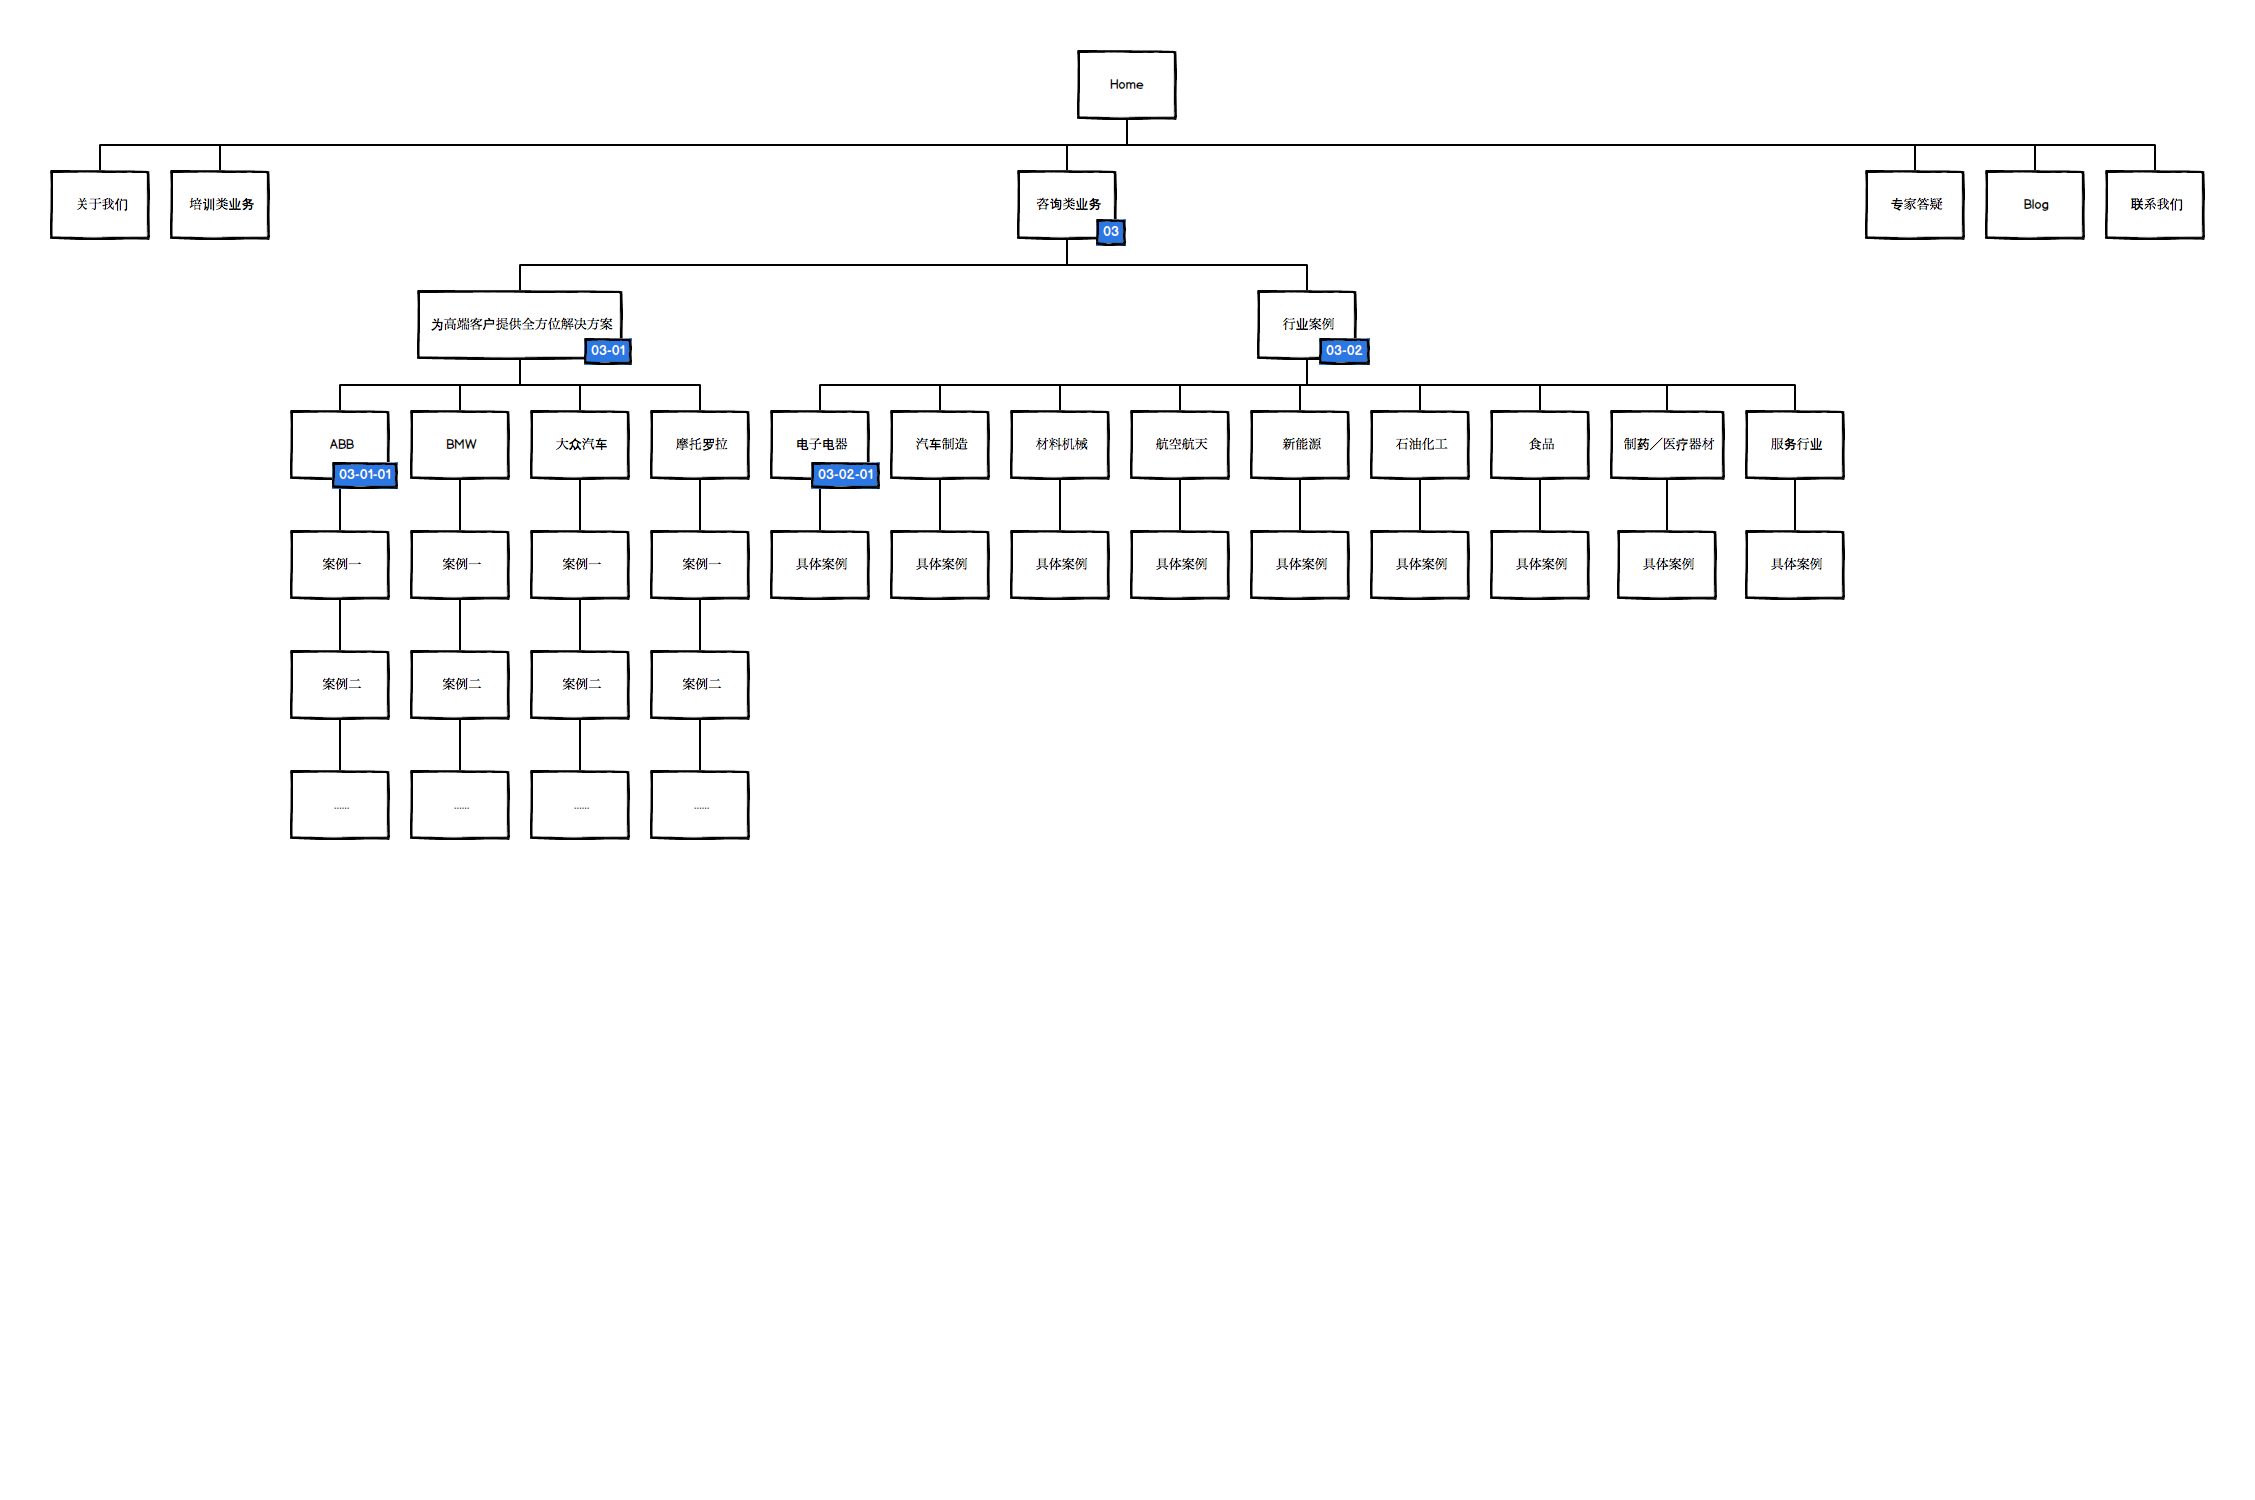 Home
关于我们
培训类业务
咨询类业务
03
专家答疑
Blog
联系我们
为高端客户提供全方位解决方案
03-01
行业案例
03-02
ABB
03-01-01
BMW
大众汽车
摩托罗拉
电子电器
03-02-01
汽车制造
材料机械
航空航天
新能源
石油化工
食品
制药／医疗器材
服务行业
案例一
案例一
案例一
案例一
具体案例
具体案例
具体案例
具体案例
具体案例
具体案例
具体案例
具体案例
具体案例
案例二
案例二
案例二
案例二
......
......
......
......